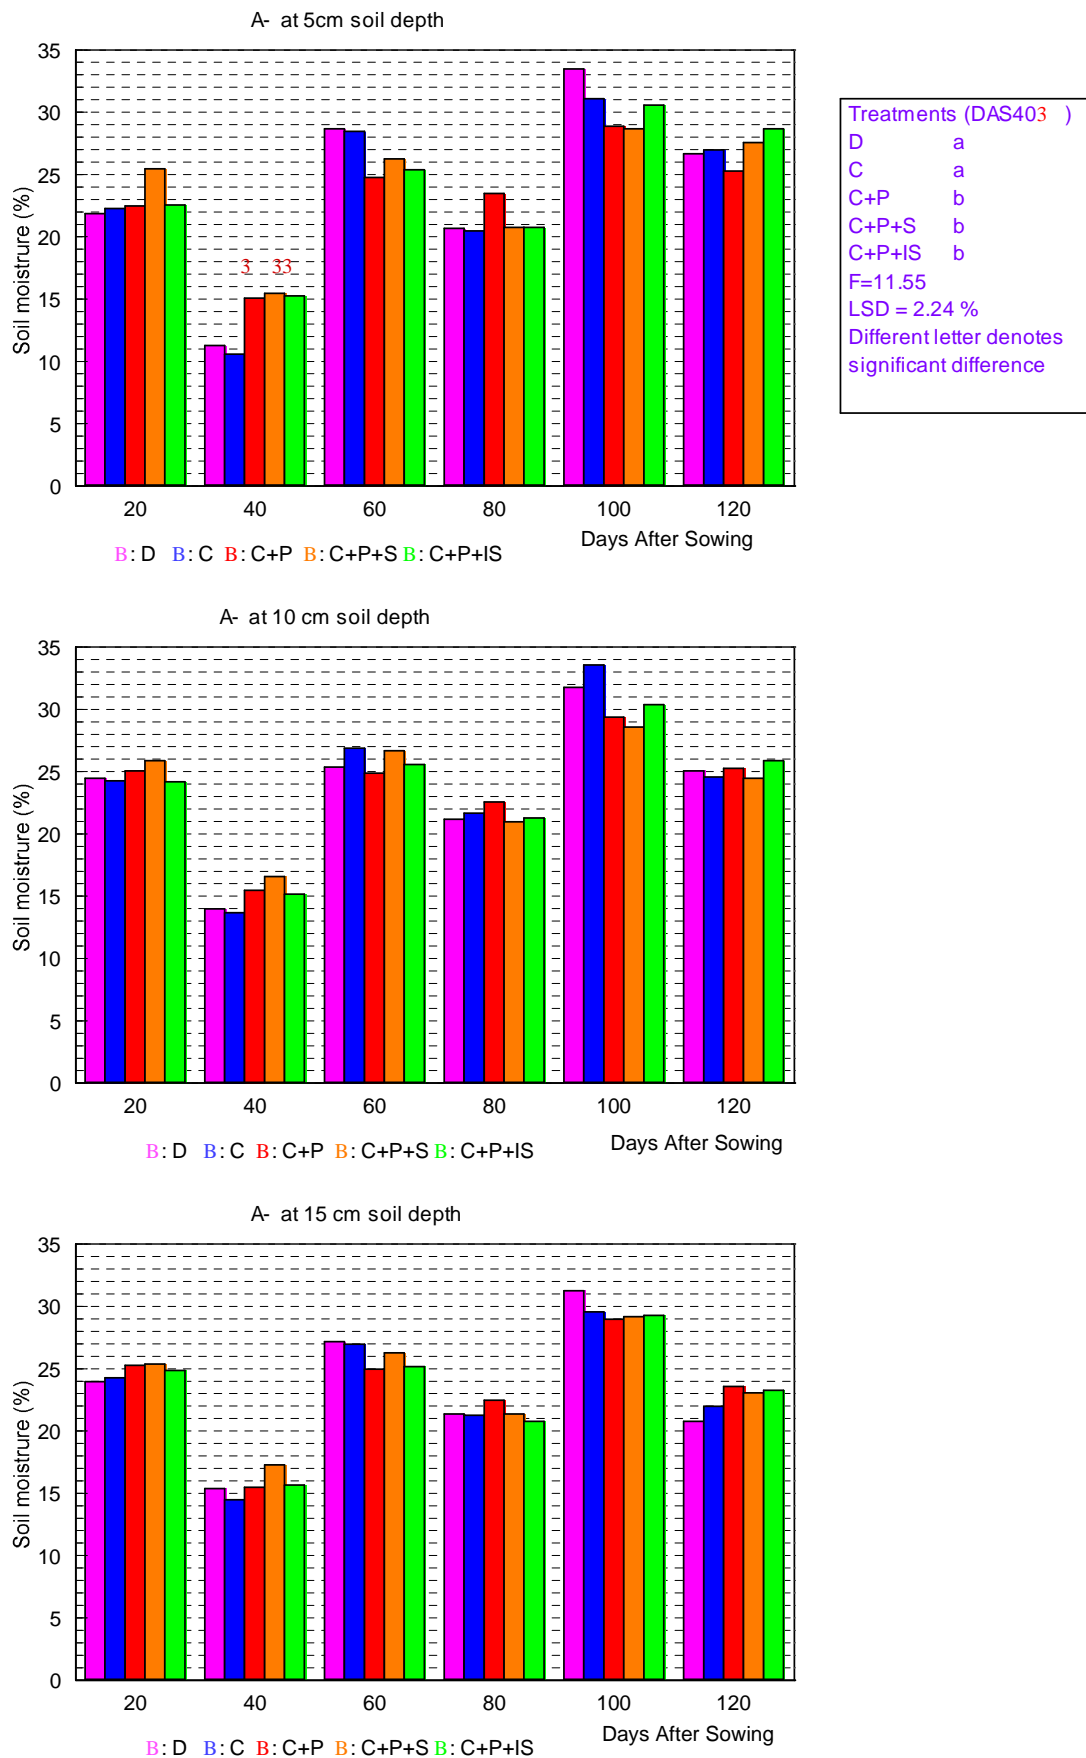 A- at 5cm soil depth
35
30
25
20
15
10
5
0
Soil moistrure (%)
3 33
20 40 60 80 100 120
Days After Sowing
B: D B: C B: C+P B: C+P+S B: C+P+IS
Treatments (DAS403 )
D a
C a
C+P b
C+P+S b
C+P+IS b
F=11.55
LSD = 2.24 %
Different letter denotes
significant difference
A- at 10 cm soil depth
35
30
25
20
15
10
5
0
Soil moistrure (%)
20 40 60 80 100 120
Days After Sowing
B: D B: C B: C+P B: C+P+S B: C+P+IS
A- at 15 cm soil depth
35
30
25
20
15
10
5
0
Soil moistrure (%)
20 40 60 80 100 120
Days After Sowing
B: D B: C B: C+P B: C+P+S B: C+P+IS